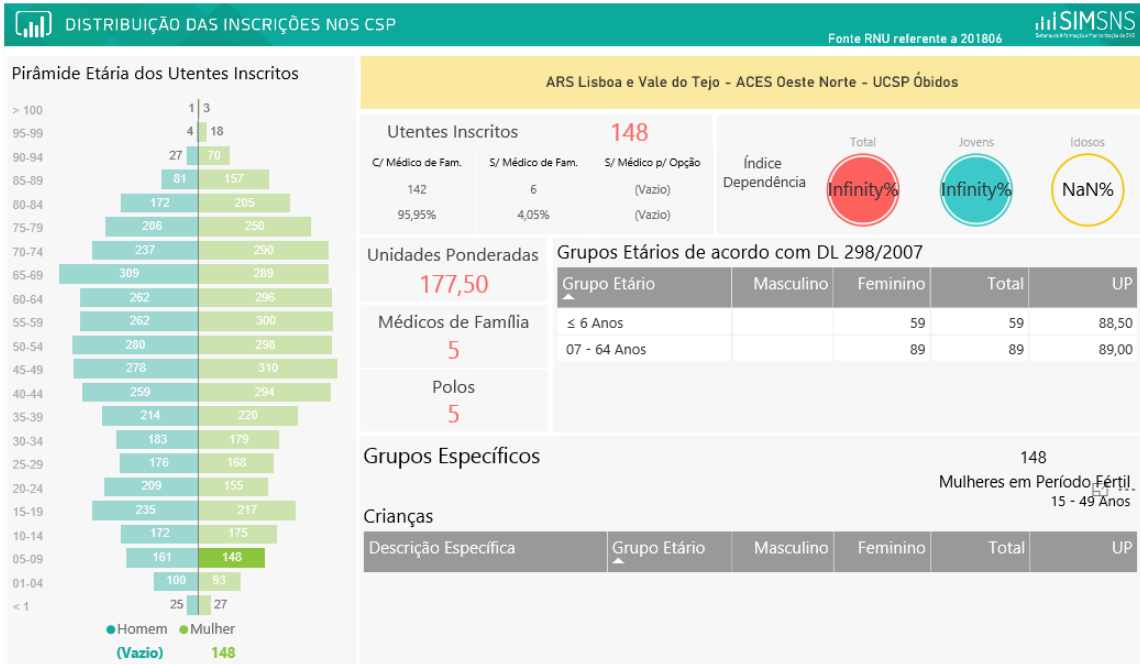 DISTRIBUIÇÃO DAS INSCRIÇÕES NOS CSP
Fonte RNU referente a 201806
SIMSNS
Pirâmide Etária dos Utentes Inscritos
> 100 1 3
95-99 4 18
90-94 27 70
85-89 81 157
80-84 172 205
75-79 206 250
70-74 237 290
65-69 309 289
60-64 262 296
55-59 262 300
50-54 280 298
45-49 278 310
40-44 259 294
35-39 214 220
30-34 183 179
25-29 176 168
20-24 209 155
15-19 235 217
10-14 172 175
05-09 161 148
01-04 100 93
< 1 25 27
Homem Mulher
(Vazio) 148
ARS Lisboa e Vale do Tejo - ACES Oeste Norte - UCSP Óbidos
Utentes Inscritos 148
C/ Médico de Fam. S/ Médico de Fam. S/ Médico p/ Opção
142 6 (Vazio)
95,95% 4,05% (Vazio)
Índice
Dependência
Total Jovens Idosos
Infinity% Infinity% NaN%
Unidades Ponderadas
177,50
Médicos de Família
5
Polos
5
Grupos Etários de acordo com DL 298/2007
Grupo Etário Masculino Feminino Total UP
≤ 6 Anos 59 59 88,50
07 - 64 Anos 89 89 89,00
Grupos Específicos
148
Mulheres em Período Fértil
15 - 49 Anos
Crianças
Descrição Específica Grupo Etário Masculino Feminino Total UP